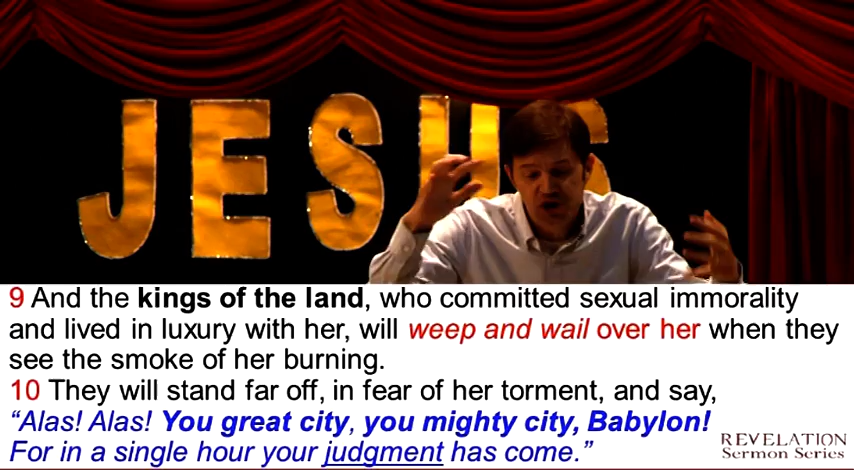 JESUS
9 And the kings of the land, who committed sexual immorality
and lived in luxury with her, will weep and wail over her when they
see the smoke of her burning.
10 They will stand far off, in fear of her torment, and say,
“Alas! Alas! You great city, you mighty city, Babylon!
For in a single hour your judgment has come.”
REVELATION
Sermon Series